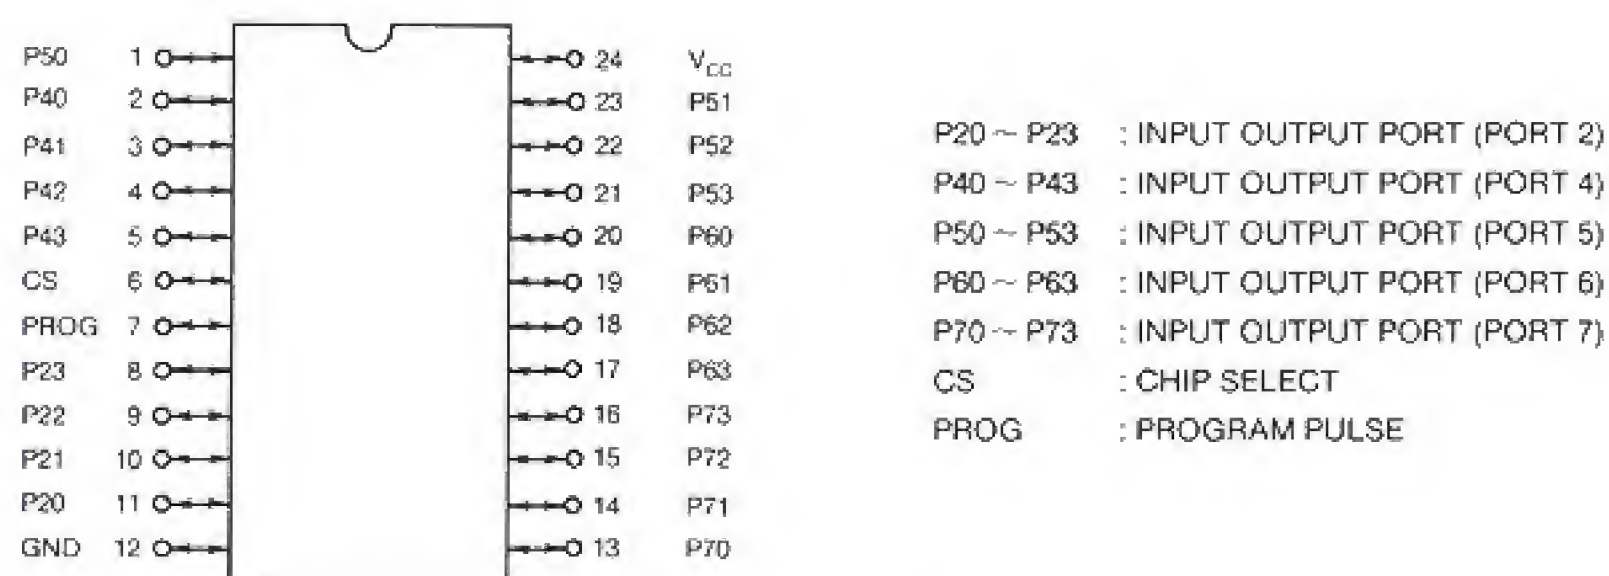 P50 1 24 VCC
P40 2 23 P51
P41 3 22 P52
P42 4 21 P53
P43 5 20 P60
CS 6 19 P61
PROG 7 18 P62
P23 8 17 P63
P22 9 16 P73
P21 10 15 P72
P20 11 14 P71
GND 12 13 P70
P20 ~ P23 : INPUT OUTPUT PORT (PORT 2)
P40 ~ P43 : INPUT OUTPUT PORT (PORT 4)
P50 ~ P53 : INPUT OUTPUT PORT (PORT 5)
P60 ~ P63 : INPUT OUTPUT PORT (PORT 6)
P70 ~ P73 : INPUT OUTPUT PORT (PORT 7)
CS : CHIP SELECT
PROG : PROGRAM PULSE